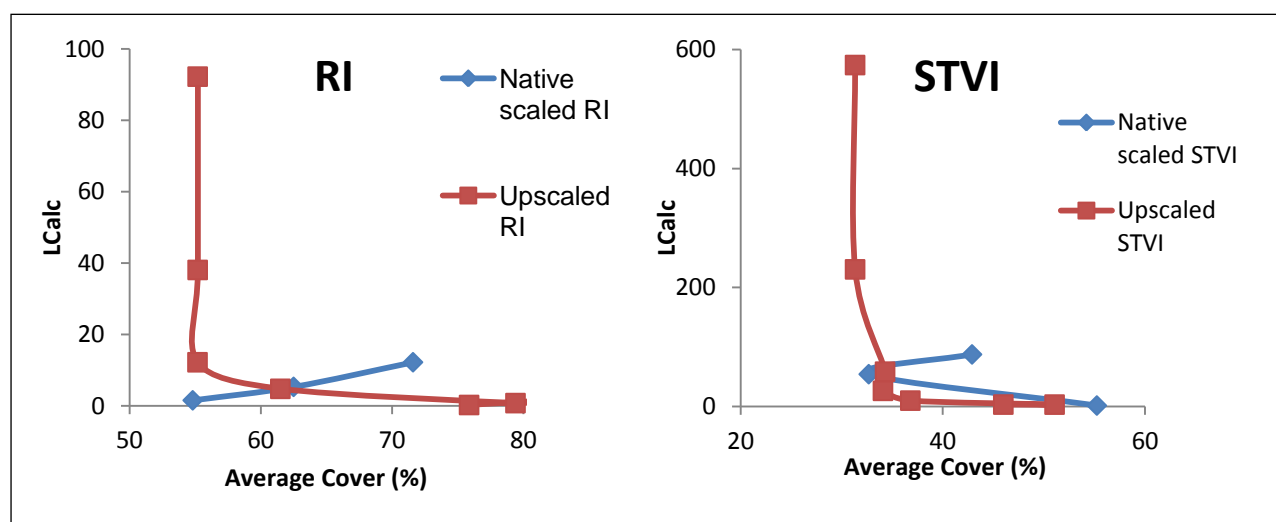 RI
100
80
60
40
20
0
LCalc
50
60
70
80
Average Cover (%)
Native
scaled RI
Upscaled
RI
STVI
600
400
200
0
LCalc
20
40
60
Average Cover (%)
Native
scaled STVI
Upscaled
STVI